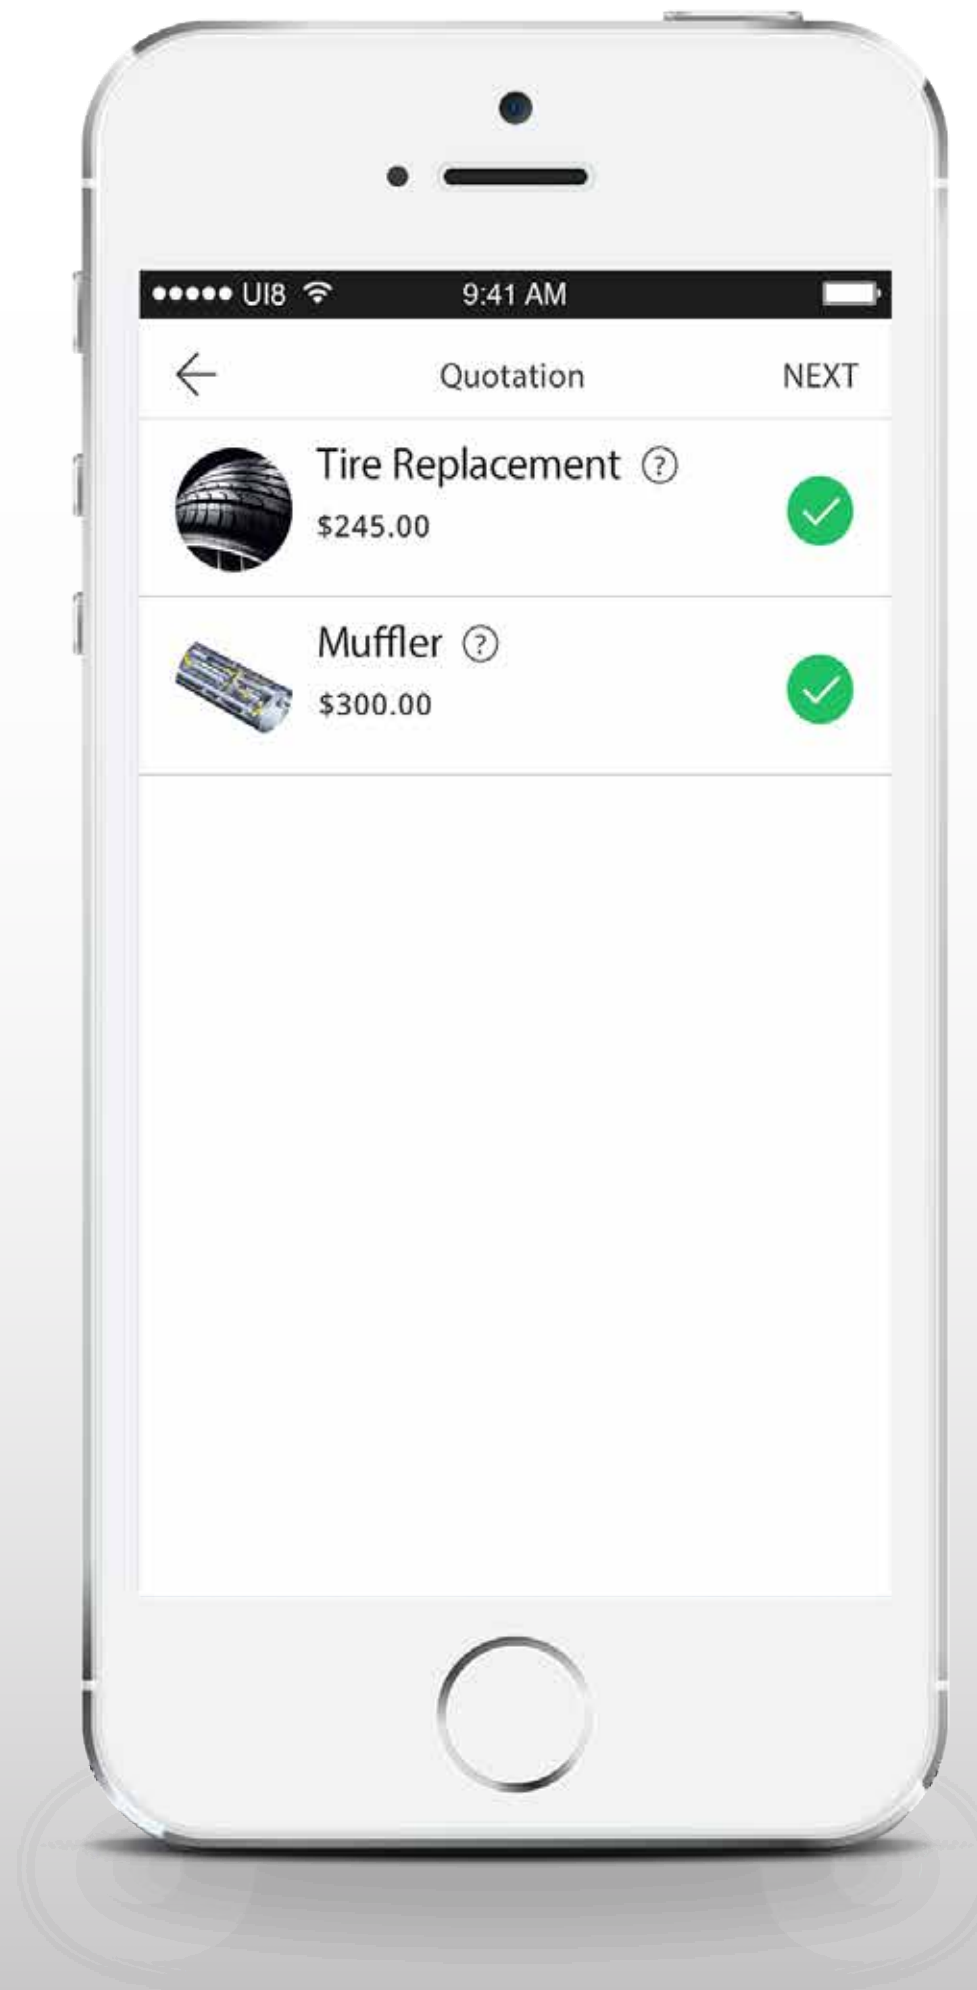 UI8 9:41 AM
Quotation NEXT
Tire Replacement ?
$245.00
Muffler ?
$300.00